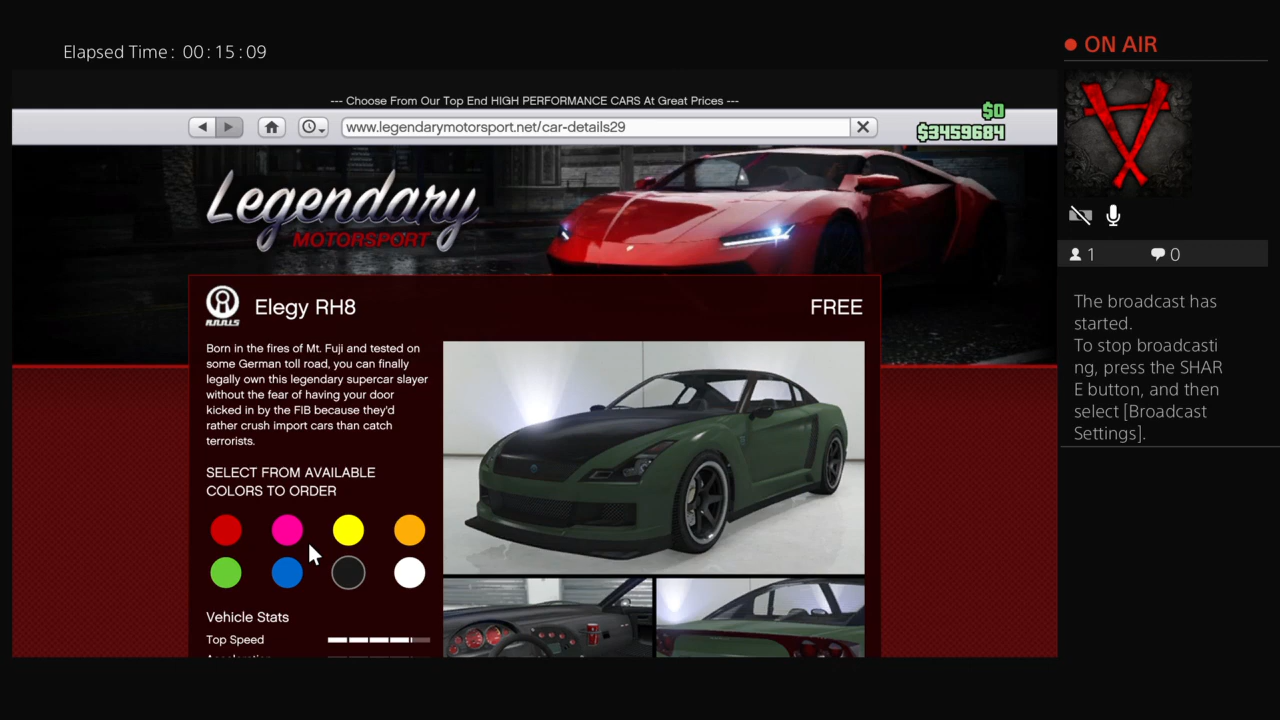 Elapsed Time: 00:15:09
ON AIR
--- Choose From Our Top End HIGH PERFORMANCE CARS At Great Prices ---
$0
www.legendarymotorsport.net/car-details29
$3459684
Legendary
MOTORSPORT
1
0
Elegy RH8
FREE
Born in the fires of Mt. Fuji and tested on
some German toll road, you can finally
legally own this legendary supercar slayer
without the fear of having your door
kicked in by the FIB because they'd
rather crush import cars than catch
terrorists.
SELECT FROM AVAILABLE
COLORS TO ORDER
Vehicle Stats
Top Speed
The broadcast has
started.
To stop broadcasti
ng, press the SHAR
E button, and then
select [Broadcast
Settings].